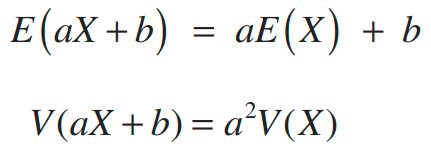 E(aX + b) = aE(X) + b
V(aX + b) = a²V(X)